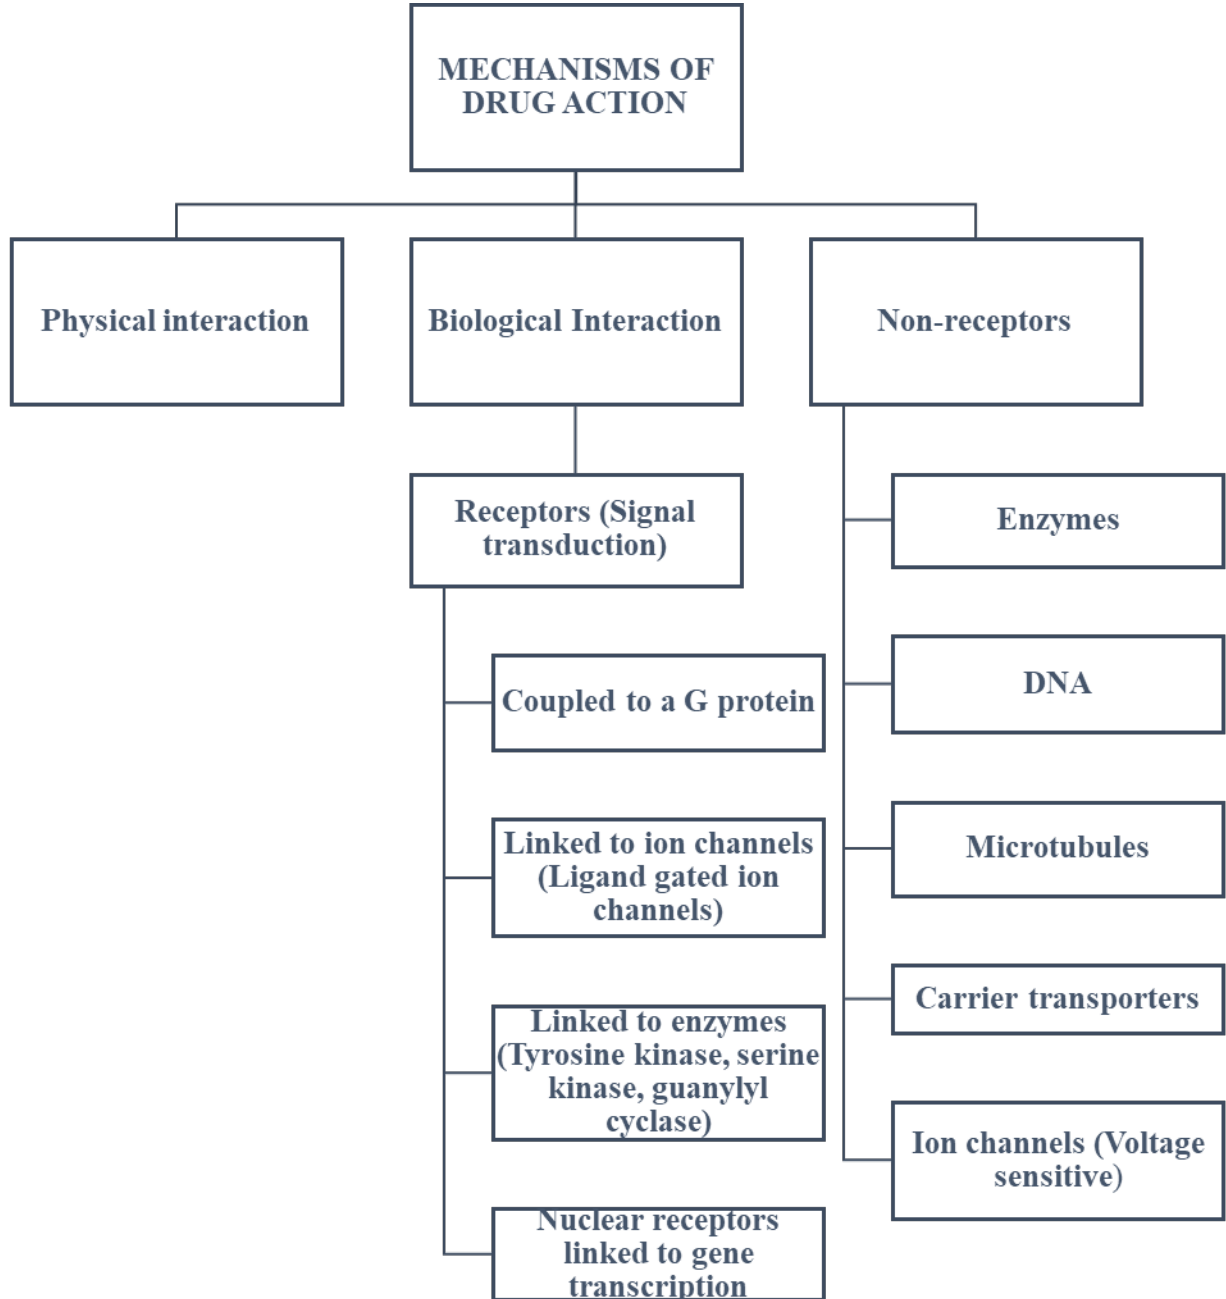 MECHANISMS OF
DRUG ACTION
Physical interaction
Biological Interaction
Non-receptors
Receptors (Signal
transduction)
Coupled to a G protein
Linked to ion channels
(Ligand gated ion
channels)
Linked to enzymes
(Tyrosine kinase, serine
kinase, guanylyl
cyclase)
Nuclear receptors
linked to gene
transcription
Enzymes
DNA
Microtubules
Carrier transporters
Ion channels (Voltage
sensitive)